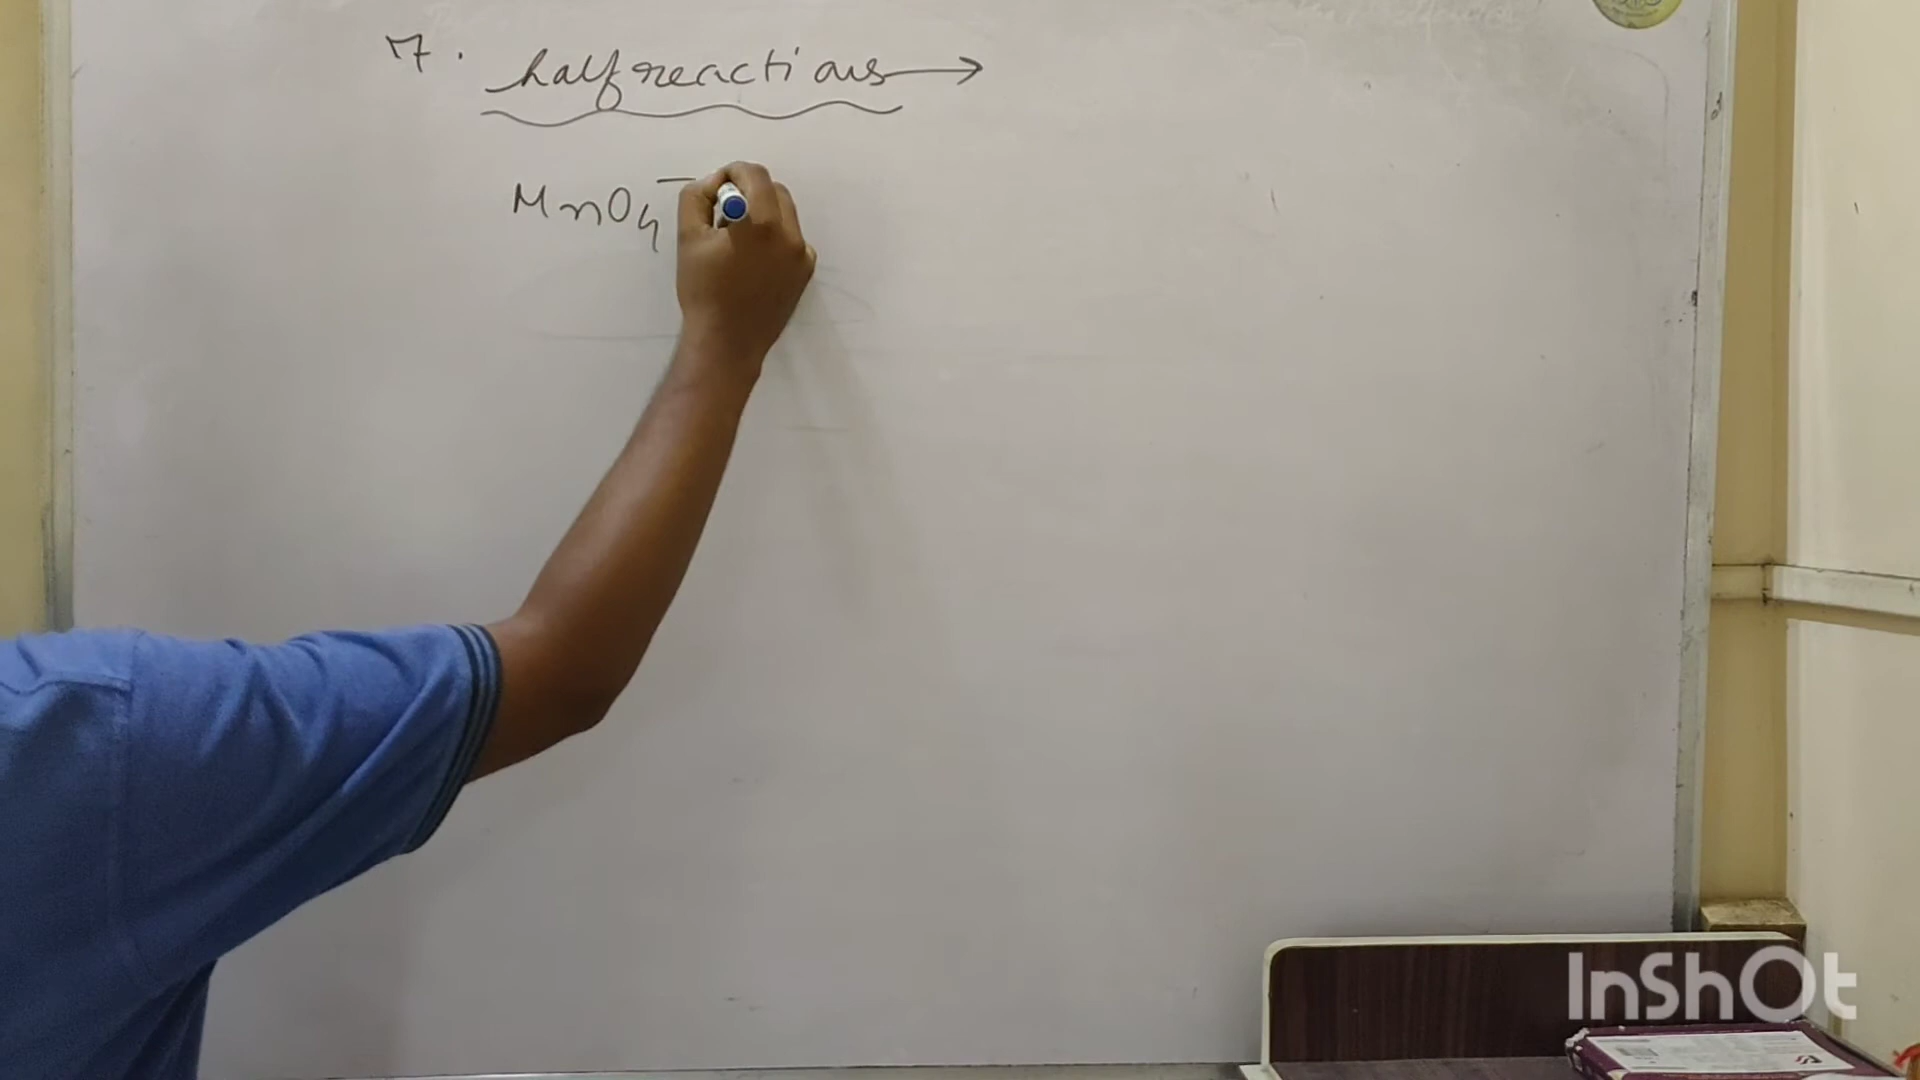 7. half reactions →
MnO₄⁻
InShOt